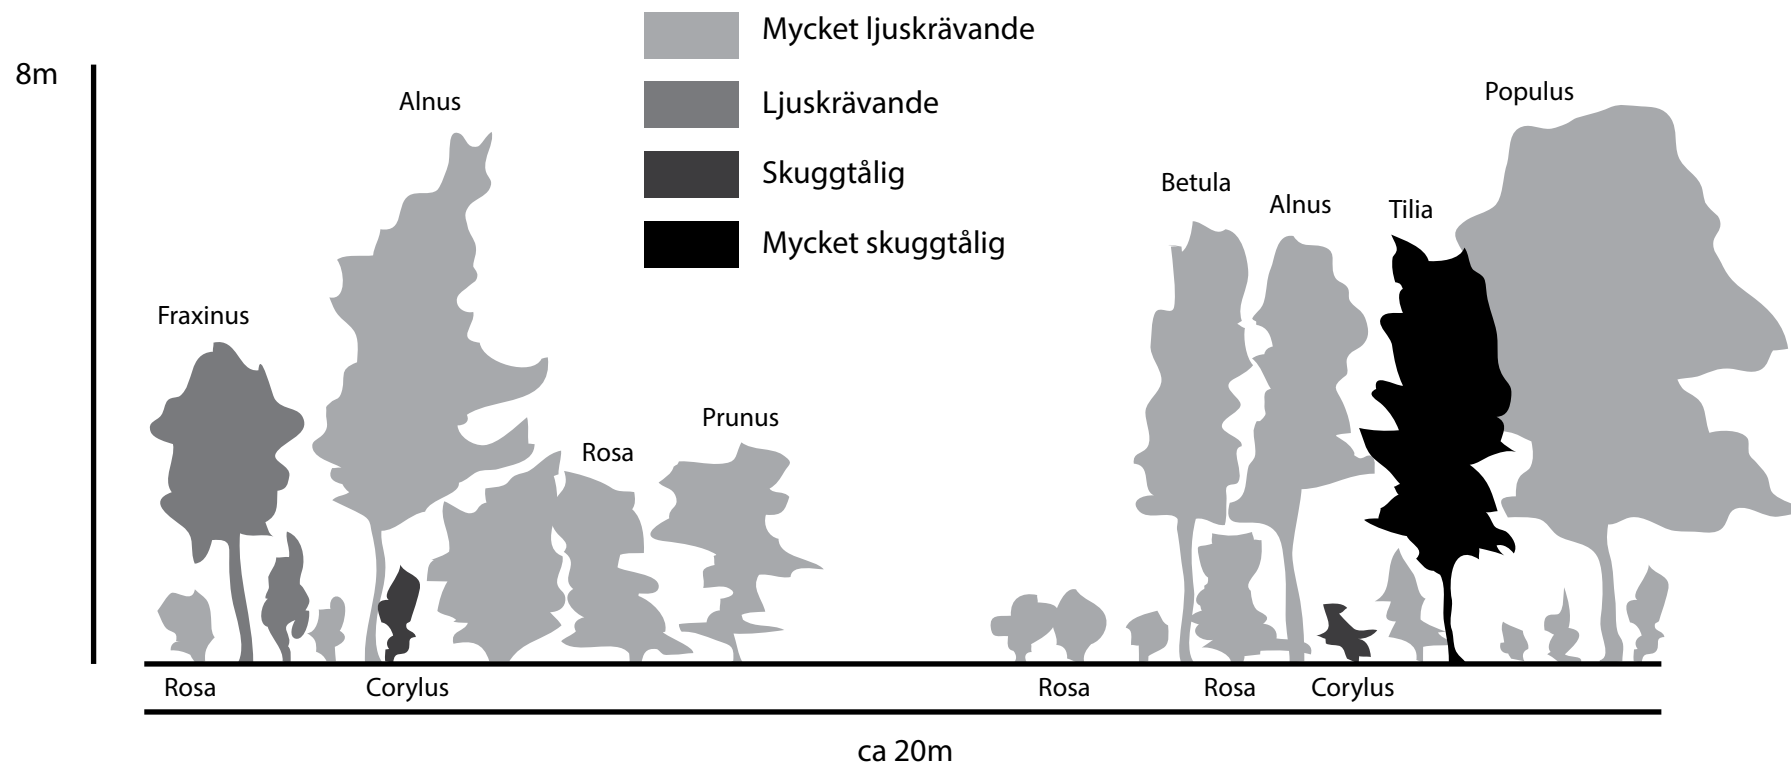 Mycket ljuskrävande
8m
Ljuskrävande
Alnus
Populus
Skuggtålig
Betula
Alnus
Tilia
Mycket skuggtålig
Fraxinus
Prunus
Rosa
Rosa
Corylus
Rosa
Rosa
Corylus
ca 20m